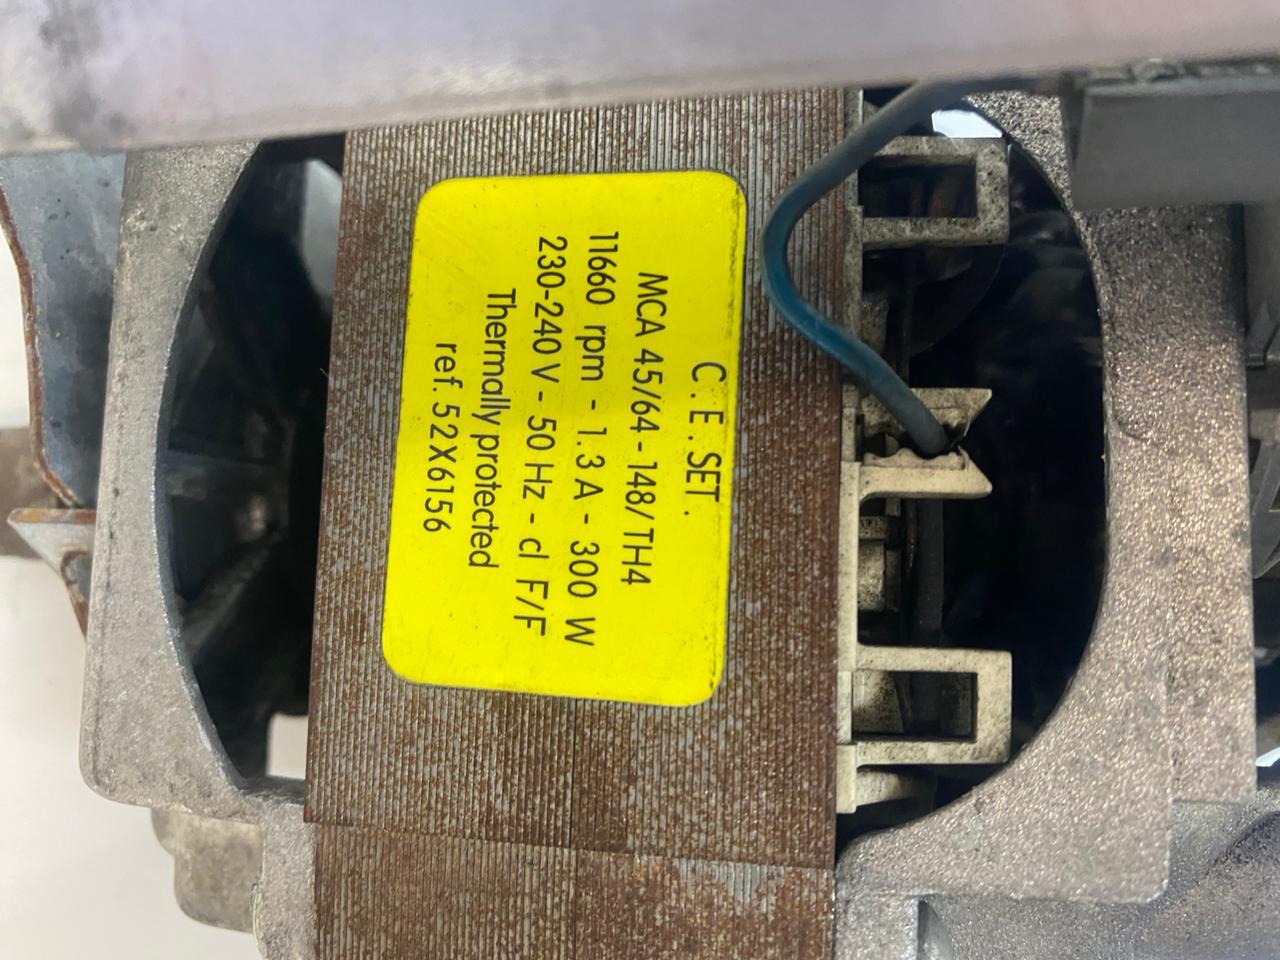 C.E.SET.
MCA 45/64 - 148/TH4
11660 rpm - 1.3 A - 300 W
230-240 V - 50 Hz - cl F/F
Thermally protected
ref. 52X6156